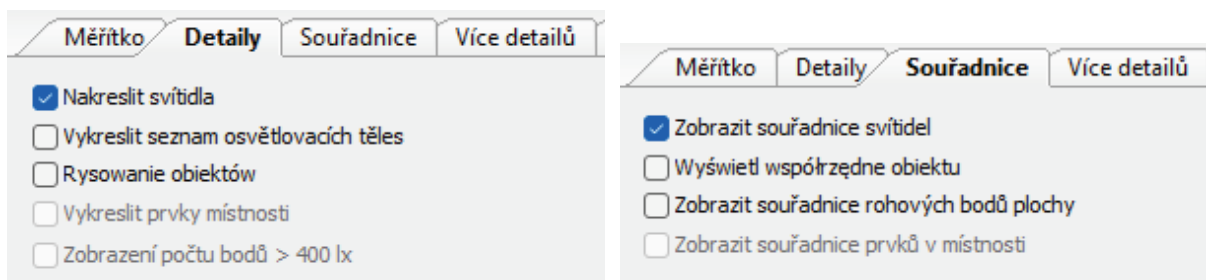 Měřítko Detaily Souřadnice Více detailů
Nakreslit svítidla
Vykreslit seznam osvětlovacích těles
Rysowanie obiektów
Vykreslit prvky místnosti
Zobrazení počtu bodů > 400 lx
Měřítko Detaily Souřadnice Více detailů
Zobrazit souřadnice svítidel
Wyświetl współrzędne obiektu
Zobrazit souřadnice rohových bodů plochy
Zobrazit souřadnice prvků v místnosti